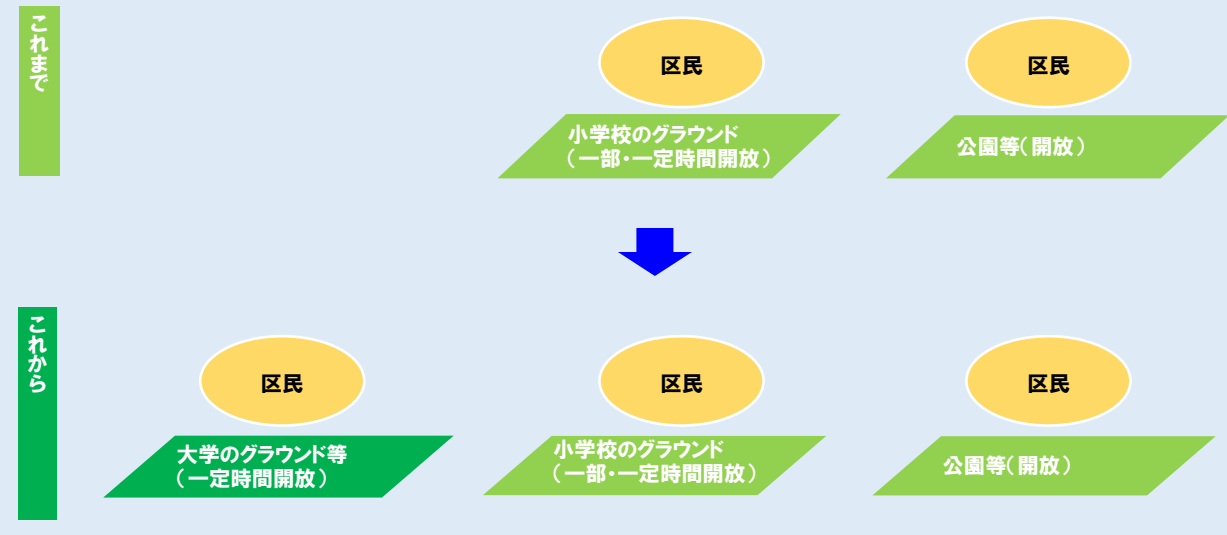 これまで
区民
区民
小学校のグラウンド
(一部・一定時間開放)
公園等(開放)
これから
区民
区民
区民
大学のグラウンド等
(一定時間開放)
小学校のグラウンド
(一部・一定時間開放)
公園等(開放)